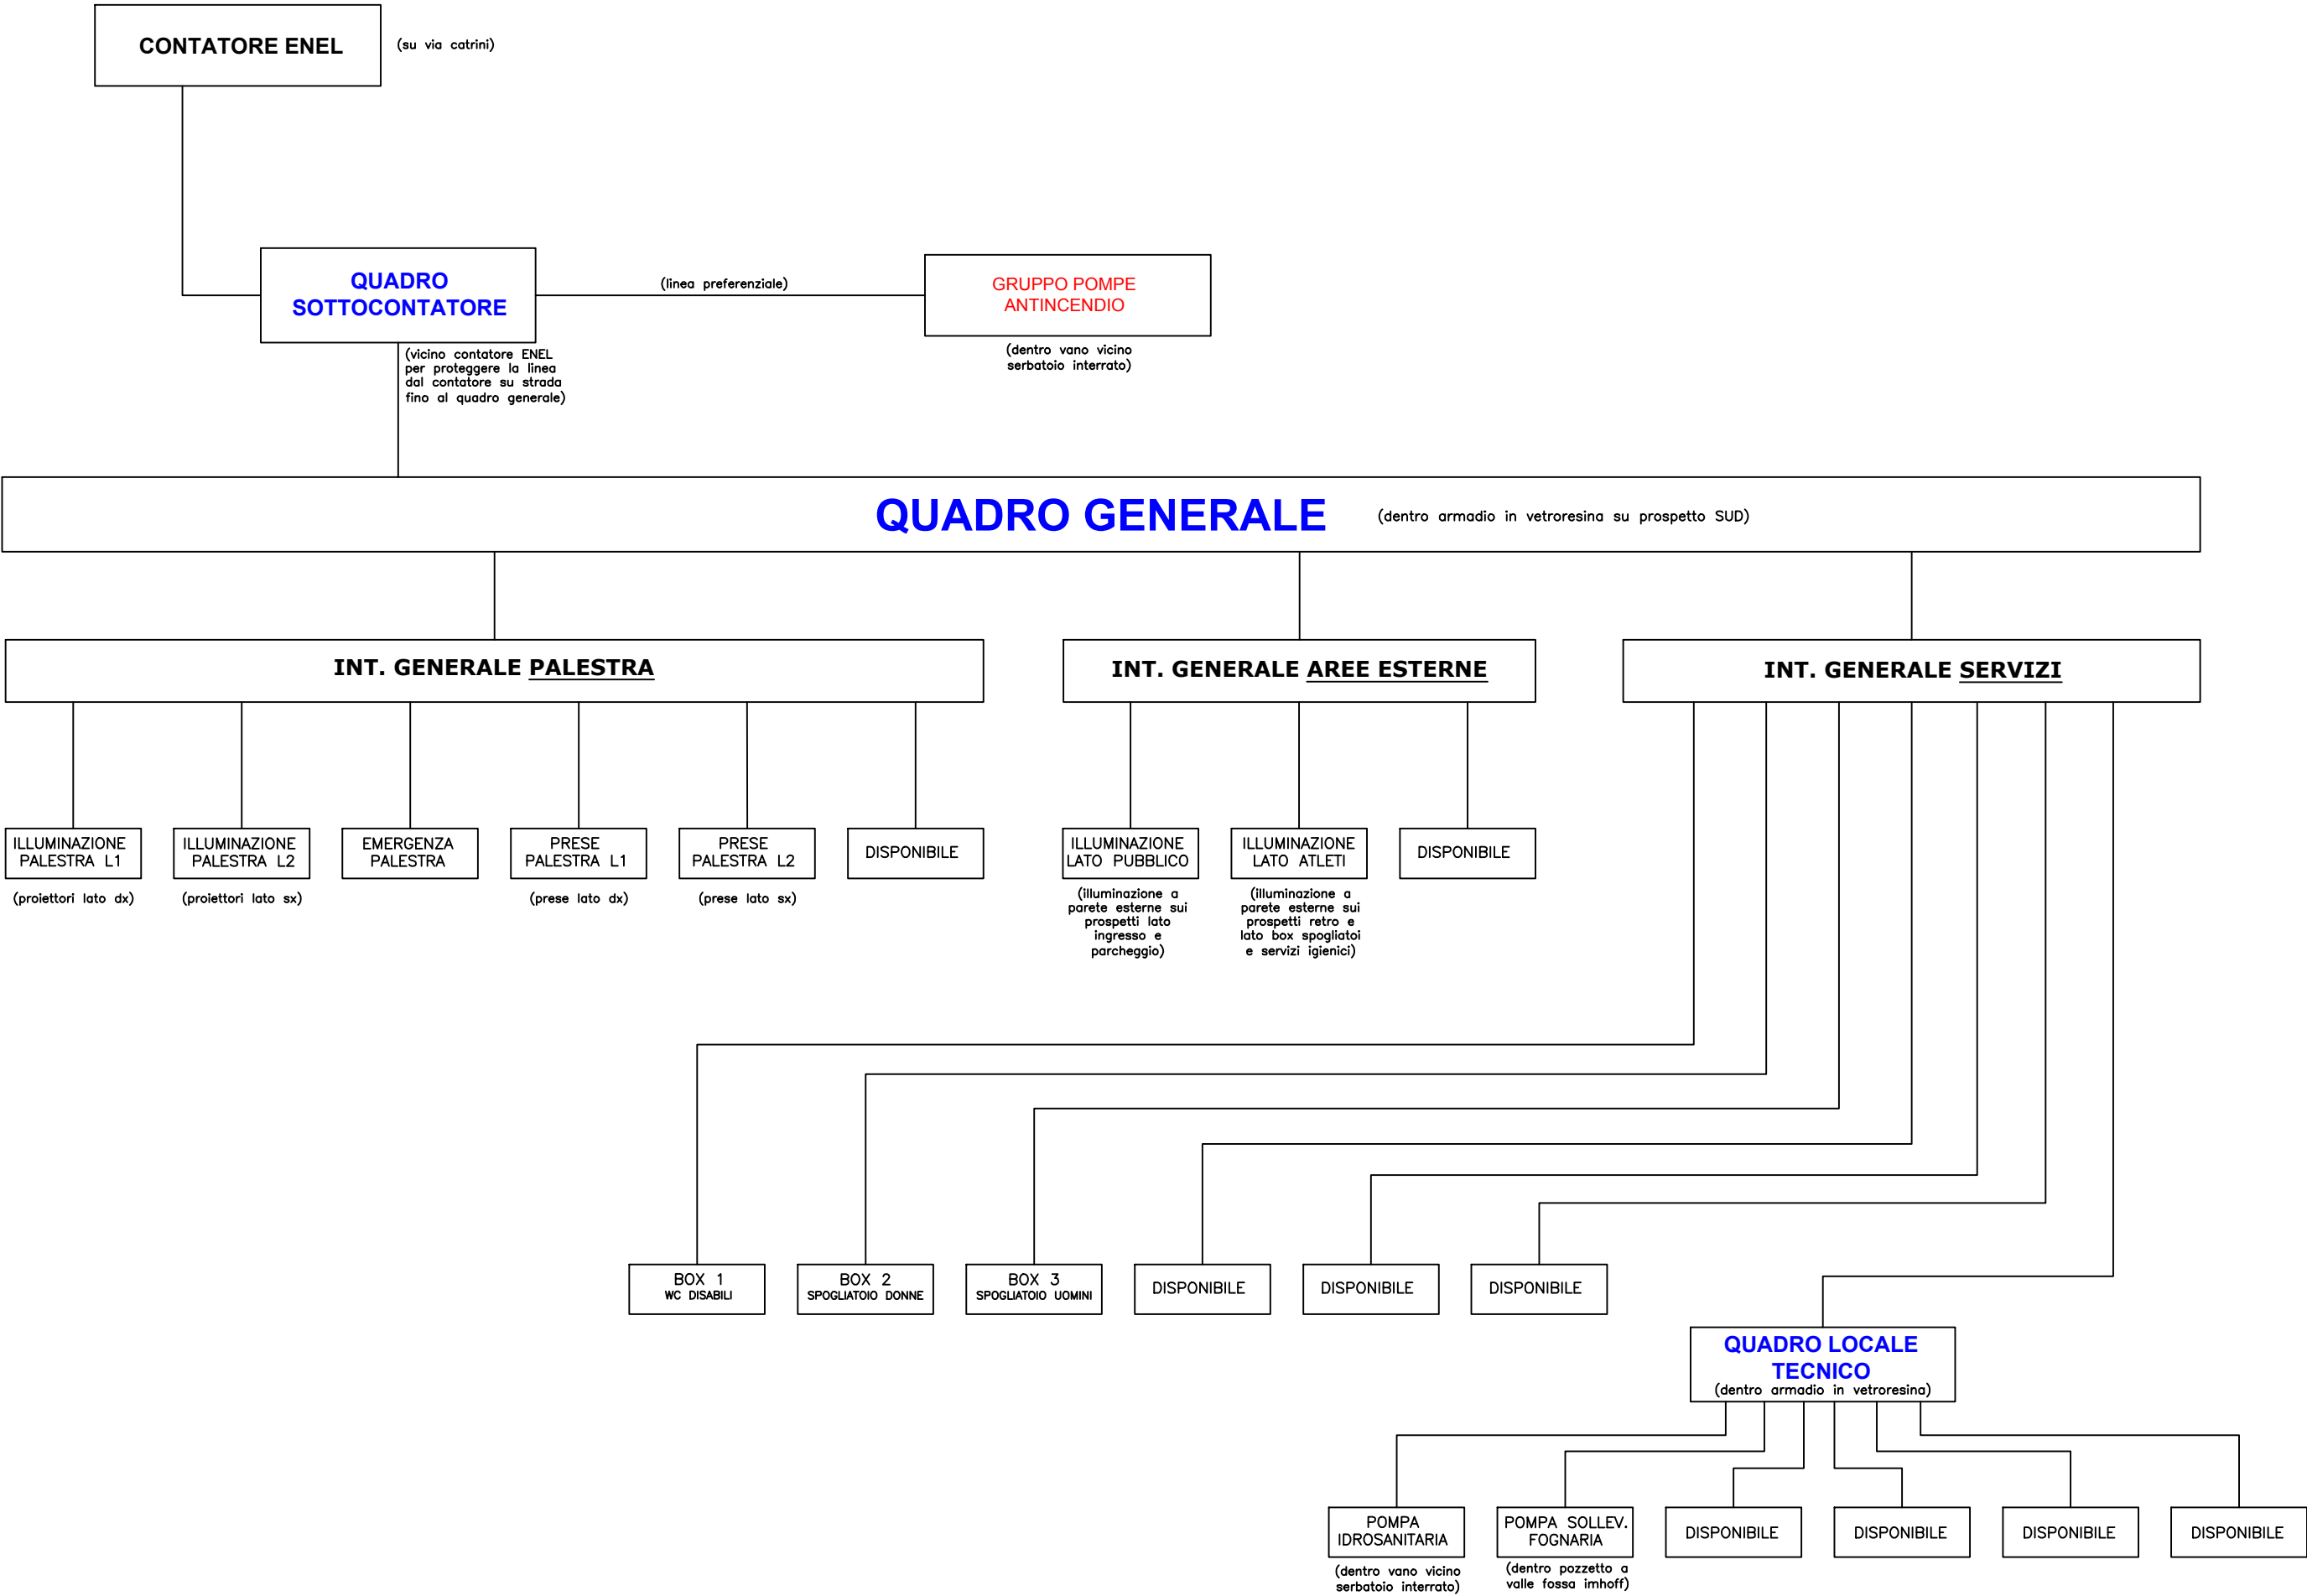 CONTATORE ENEL
(su via catrini)
QUADRO
SOTTOCONTATORE
(linea preferenziale)
GRUPPO POMPE
ANTINCENDIO
(vicino contatore ENEL
per proteggere la linea
dal contatore su strada
fino al quadro generale)
(dentro vano vicino
serbatoio interrato)
QUADRO GENERALE
(dentro armadio in vetroresina su prospetto SUD)
INT. GENERALE PALESTRA
INT. GENERALE AREE ESTERNE
INT. GENERALE SERVIZI
ILLUMINAZIONE
PALESTRA L1
(proiettori lato dx)
ILLUMINAZIONE
PALESTRA L2
(proiettori lato sx)
EMERGENZA
PALESTRA
PRESE
PALESTRA L1
(prese lato dx)
PRESE
PALESTRA L2
(prese lato sx)
DISPONIBILE
ILLUMINAZIONE
LATO PUBBLICO
(illuminazione a
parete esterne sui
prospetti lato
ingresso e
parcheggio)
ILLUMINAZIONE
LATO ATLETI
(illuminazione a
parete esterne sui
prospetti retro e
lato box spogliatoi
e servizi igienici)
DISPONIBILE
BOX 1
WC DISABILI
BOX 2
SPOGLIATOIO DONNE
BOX 3
SPOGLIATOIO UOMINI
DISPONIBILE
DISPONIBILE
DISPONIBILE
QUADRO LOCALE
TECNICO
(dentro armadio in vetroresina)
POMPA
IDROSANITARIA
(dentro vano vicino
serbatoio interrato)
POMPA SOLLEV.
FOGNARIA
(dentro pozzetto a
valle fossa imhoff)
DISPONIBILE
DISPONIBILE
DISPONIBILE
DISPONIBILE